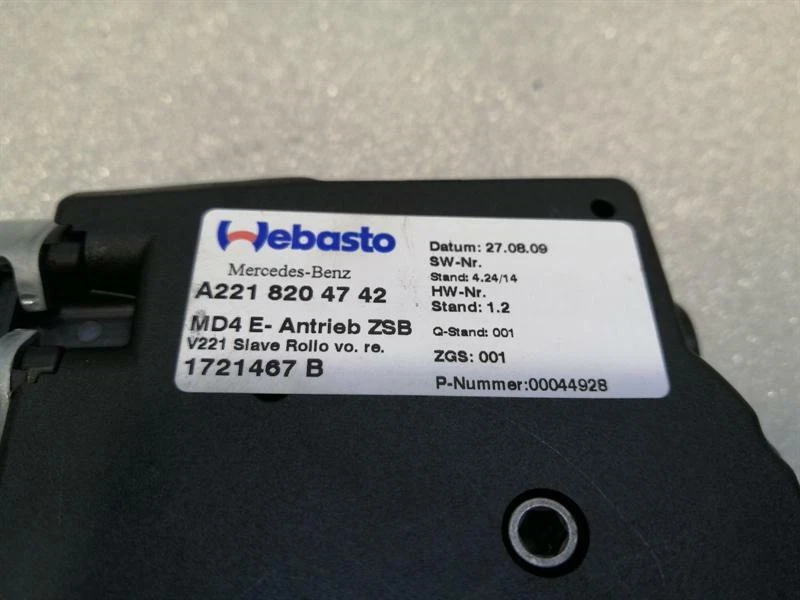 Webasto
Mercedes-Benz
A221 820 47 42
MD4 E- Antrieb ZSB
V221 Slave Rollo vo. re.
1721467 B
Datum: 27.08.09
SW-Nr.
Stand: 4.24/14
HW-Nr.
Stand: 1.2
Q-Stand: 001
ZGS: 001
P-Nummer:00044928